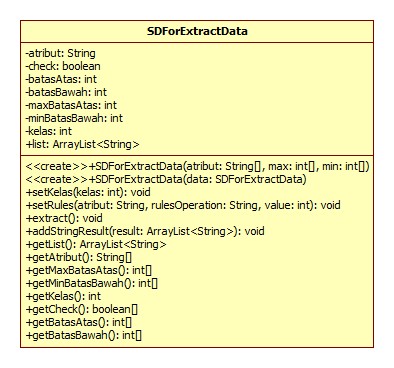 SDForExtractData
-atribut: String
-check: boolean
-batasAtas: int
-batasBawah: int
-maxBatasAtas: int
-minBatasBawah: int
-kelas: int
+list: ArrayList<String>
<<create>>+SDForExtractData(atribut: String[], max: int[], min: int[])
<<create>>+SDForExtractData(data: SDForExtractData)
+setKelas(kelas: int): void
+setRules(atribut: String, rulesOperation: String, value: int): void
+extract(): void
+addStringResult(result: ArrayList<String>): void
+getList(): ArrayList<String>
+getAtribut(): String[]
+getMaxBatasAtas(): int[]
+getMinBatasBawah(): int[]
+getKelas(): int
+getCheck(): boolean[]
+getBatasAtas(): int[]
+getBatasBawah(): int[]